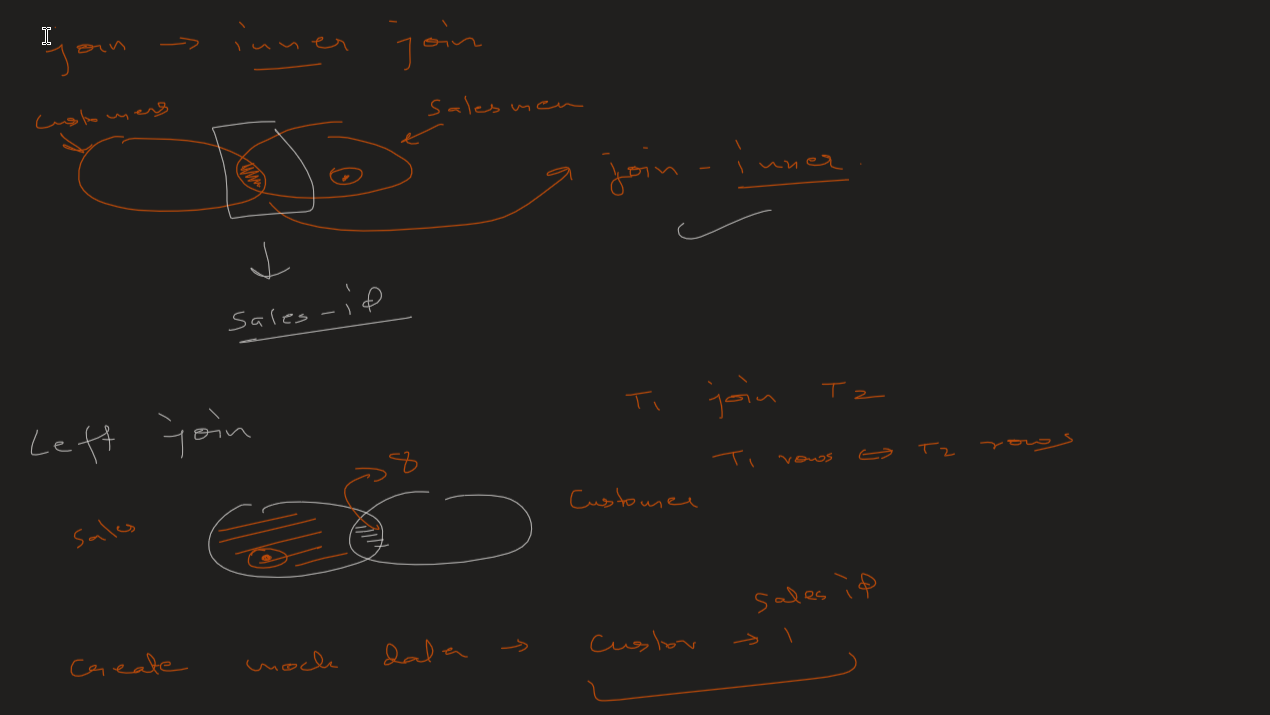 join → inner join
customers
Salesmen
join - inner
Sales-id
T1 join T2
Left join
T1 rows ⇔ T2 rows
8
Customer
Sales
Sales id
Create mock data → Custom → 1